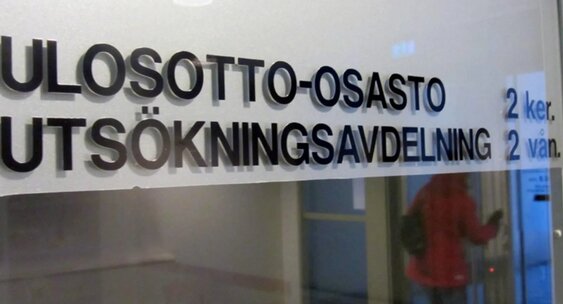 ULOSOTTO-OSASTO 2 ker.
UTSÖKNINGSAVDELNING 2 vån.